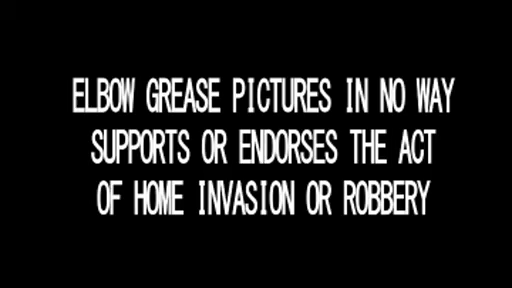 ELBOW GREASE PICTURES IN NO WAY
SUPPORTS OR ENDORSES THE ACT
OF HOME INVASION OR ROBBERY